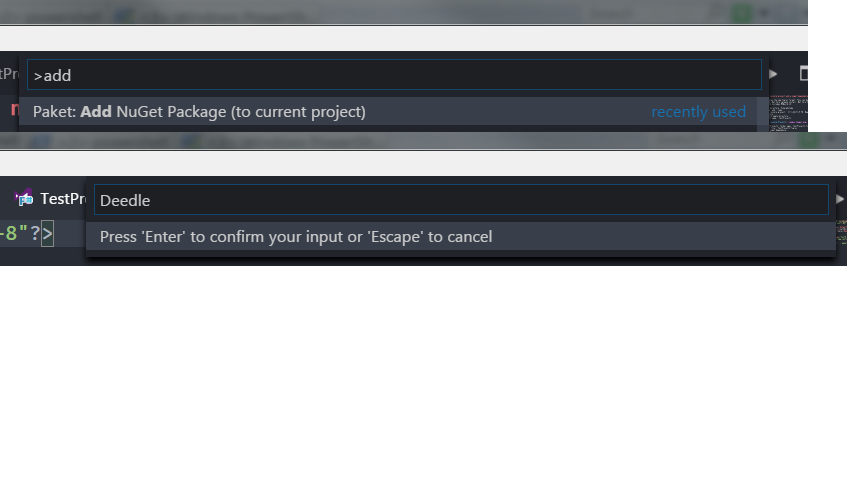 >add
Paket: Add NuGet Package (to current project)
recently used
TestPr
Deedle
-8"?>
Press 'Enter' to confirm your input or 'Escape' to cancel